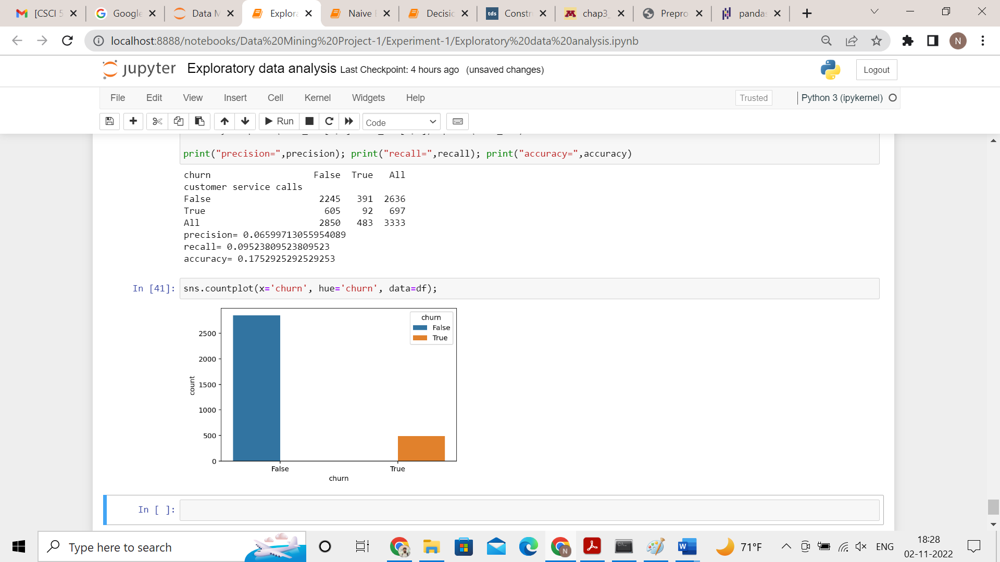 [CSCI 5
Google
Data M
Explora
Naive
Decisio
tds
Constr
chap3_
Prepro
pandas
localhost:8888/notebooks/Data%20Mining%20Project-1/Experiment-1/Exploratory%20data%20analysis.ipynb
N
jupyter Exploratory data analysis Last Checkpoint: 4 hours ago (unsaved changes)
Logout
File Edit View Insert Cell Kernel Widgets Help
Trusted
Python 3 (ipykernel)
Run
Code
print("precision=",precision); print("recall=",recall); print("accuracy=",accuracy)
churn False True All
customer service calls
False 2245 391 2636
True 605 92 697
All 2850 483 3333
precision= 0.06599713055954089
recall= 0.09523809523809523
accuracy= 0.1752925292529253
In [41]: sns.countplot(x='churn', hue='churn', data=df);
churn
False
True
2500
2000
1500
1000
500
0
count
False True
churn
In [ ]:
Type here to search
N
W
71°F
ENG
18:28
02-11-2022